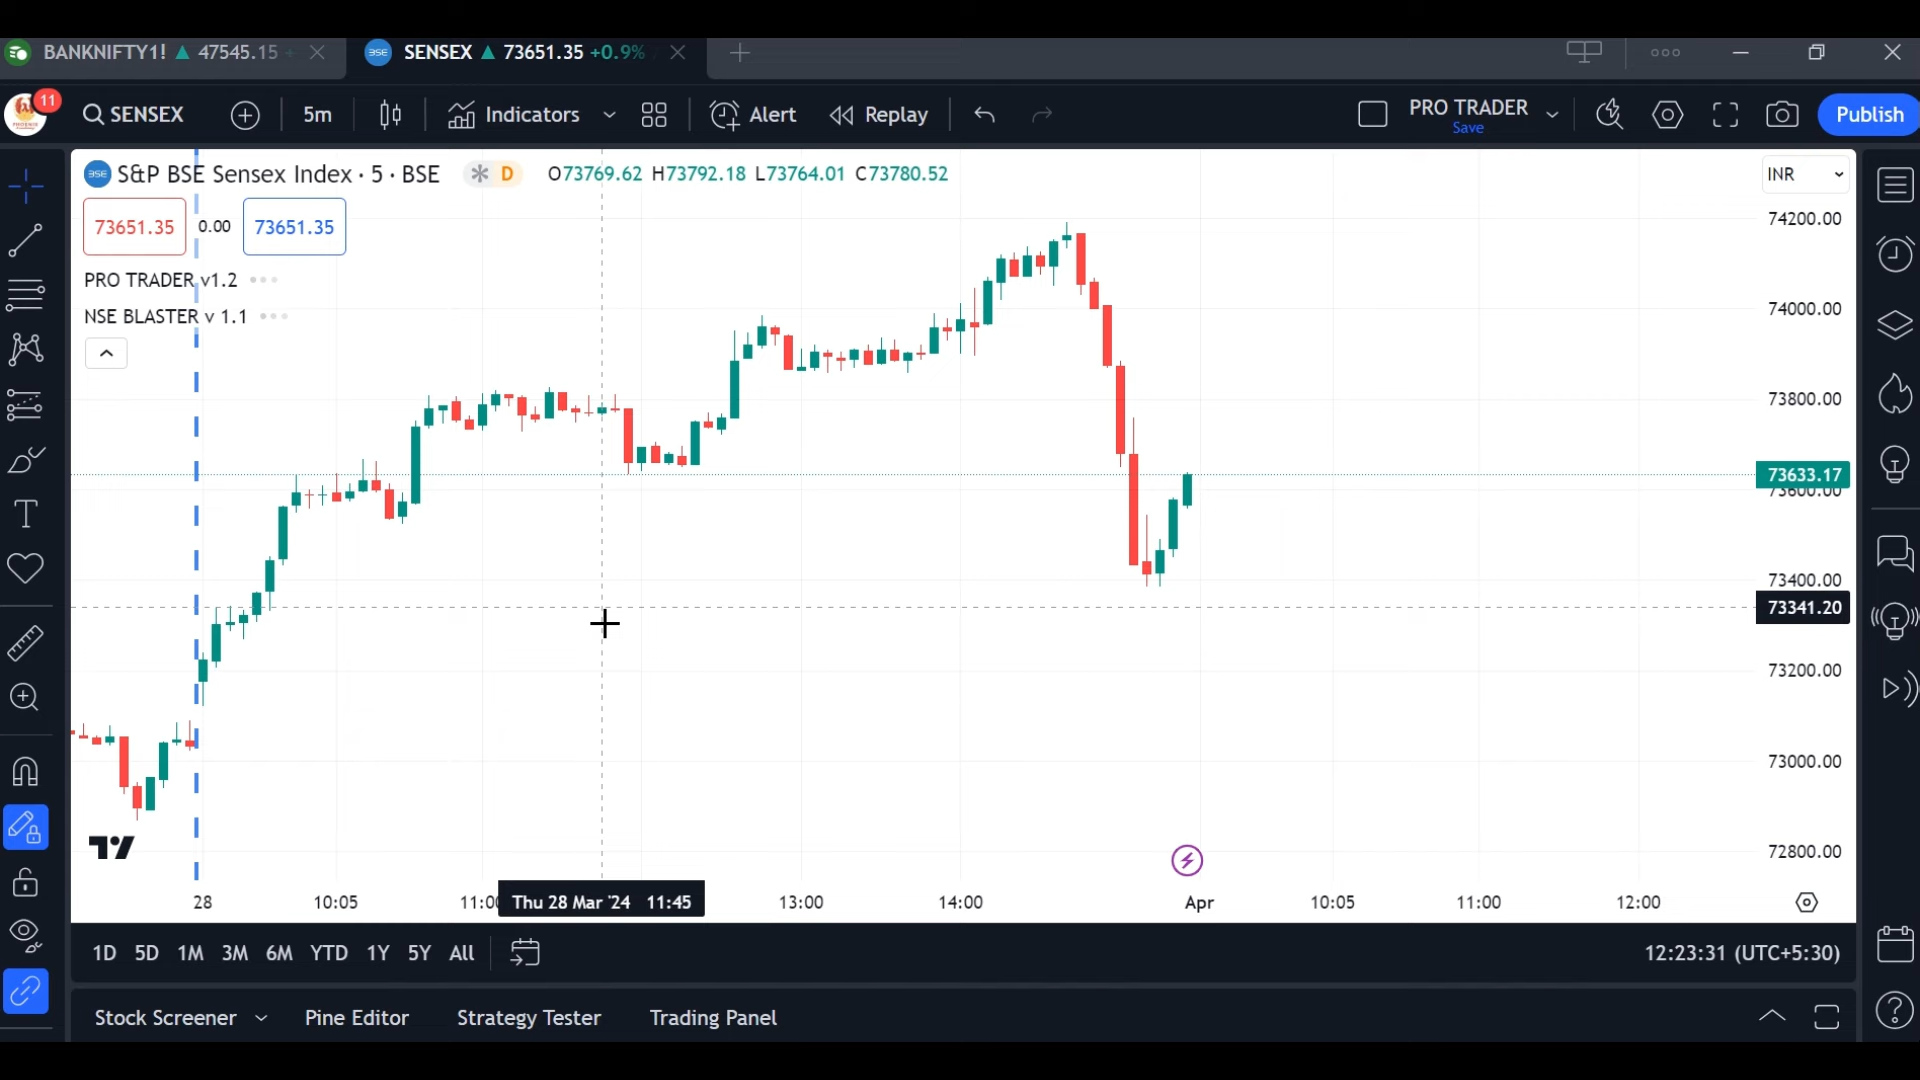 BANKNIFTY1! ▲ 47545.15 +
BSE SENSEX ▲ 73651.35 +0.9%
11
SENSEX 5m Indicators Alert Replay PRO TRADER Publish
Save
BSE S&P BSE Sensex Index · 5 · BSE D O73769.62 H73792.18 L73764.01 C73780.52
INR
73651.35 0.00 73651.35
PRO TRADER v1.2
NSE BLASTER v 1.1
74200.00
74000.00
73800.00
73633.17
73600.00
73400.00
73341.20
73200.00
73000.00
72800.00
28 10:05 11:00 Thu 28 Mar '24 11:45 13:00 14:00 Apr 10:05 11:00 12:00
1D 5D 1M 3M 6M YTD 1Y 5Y All 12:23:31 (UTC+5:30)
Stock Screener Pine Editor Strategy Tester Trading Panel